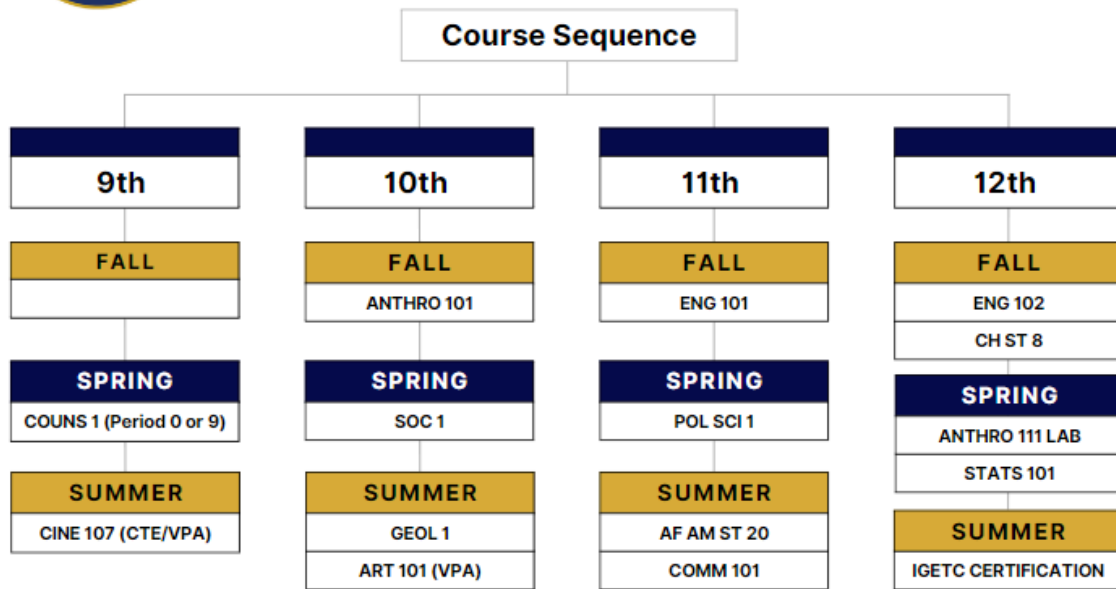 Course Sequence
9th
FALL
SPRING
COUNS 1 (Period 0 or 9)
SUMMER
CINE 107 (CTE/VPA)
10th
FALL
ANTHRO 101
SPRING
SOC 1
SUMMER
GEOL 1
ART 101 (VPA)
11th
FALL
ENG 101
SPRING
POL SCI 1
SUMMER
AF AM ST 20
COMM 101
12th
FALL
ENG 102
CH ST 8
SPRING
ANTHRO 111 LAB
STATS 101
SUMMER
IGETC CERTIFICATION